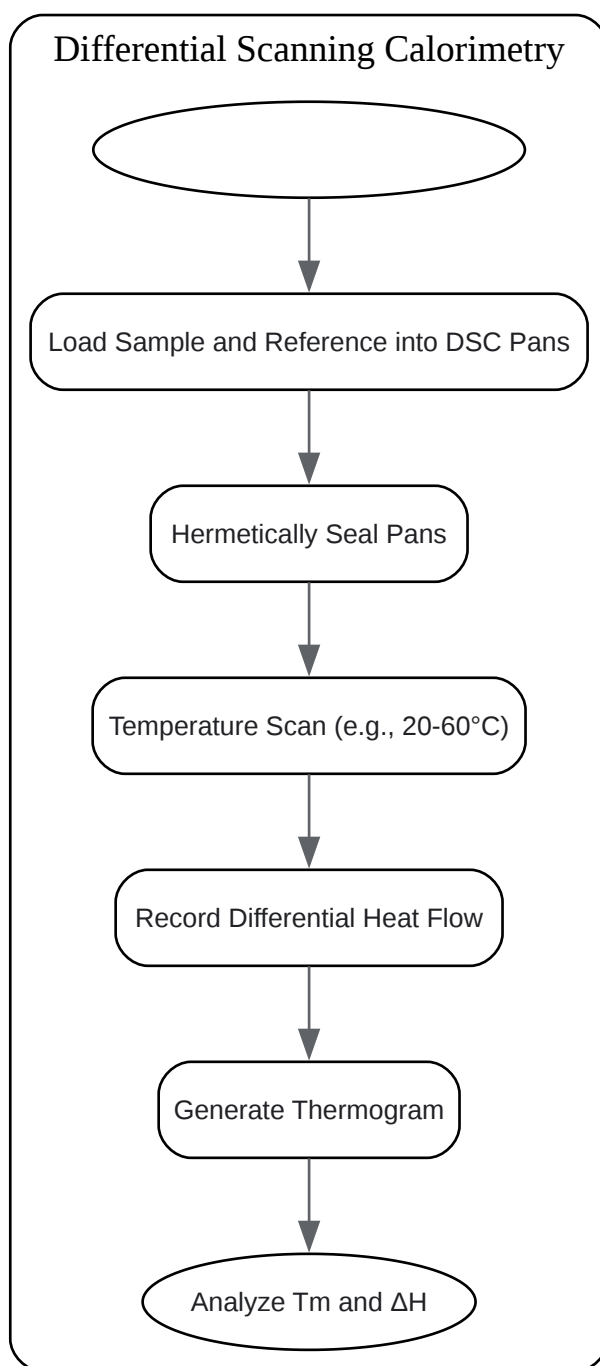 Differential Scanning Calorimetry
Load Sample and Reference into DSC Pans
Hermetically Seal Pans
Temperature Scan (e.g., 20-60°C)
Record Differential Heat Flow
Generate Thermogram
Analyze Tm and ΔH